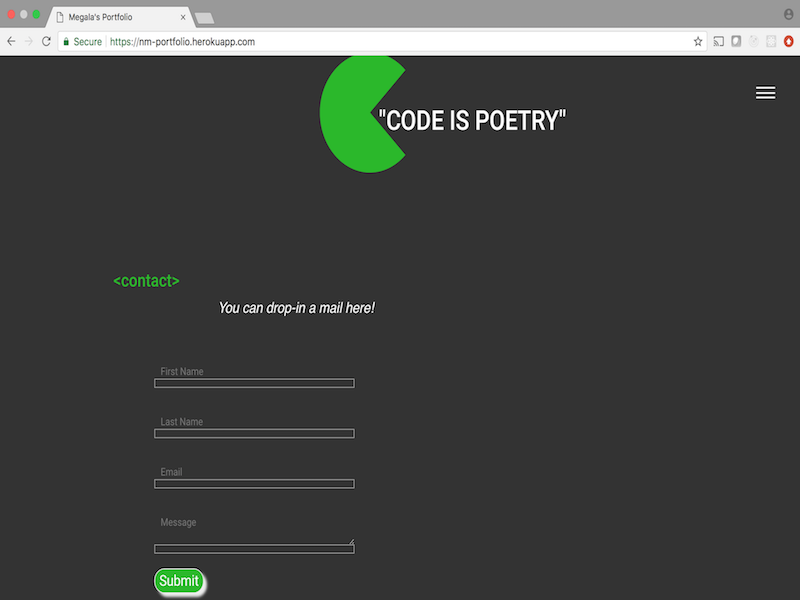 Megala's Portfolio
Secure https://nm-portfolio.herokuapp.com
"CODE IS POETRY"
<contact>
You can drop-in a mail here!
First Name
Last Name
Email
Message
Submit